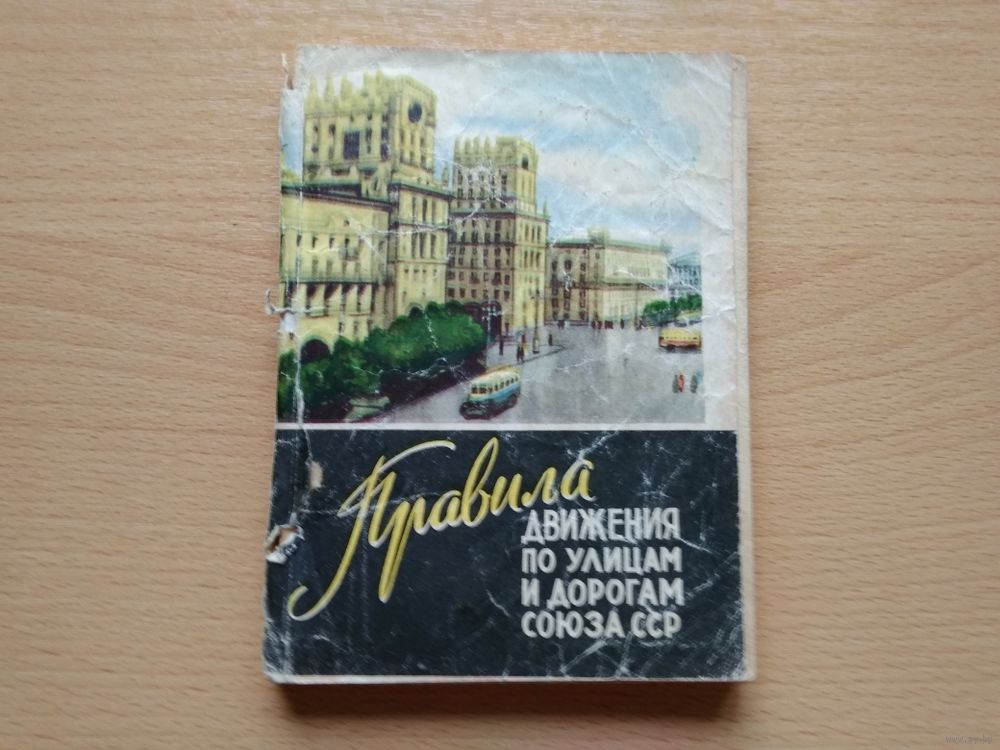 Правила
ДВИЖЕНИЯ
ПО УЛИЦАМ
И ДОРОГАМ
СОЮЗА ССР